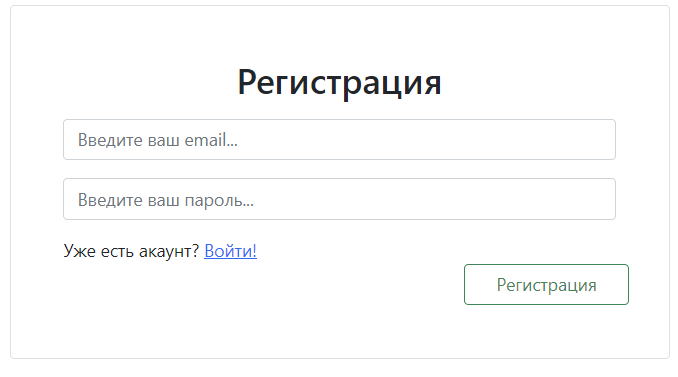 Регистрация
Введите ваш email...
Введите ваш пароль...
Уже есть акаунт? Войти!
Регистрация